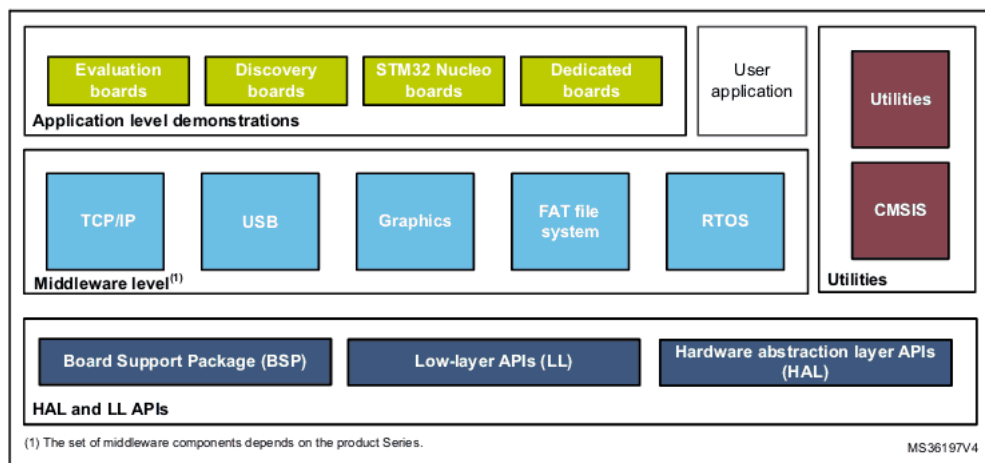 Evaluation
boards
Discovery
boards
STM32 Nucleo
boards
Dedicated
boards
Application level demonstrations
User
application
Utilities
CMSIS
Utilities
TCP/IP
USB
Graphics
FAT file
system
RTOS
Middleware level(1)
Board Support Package (BSP)
Low-layer APIs (LL)
Hardware abstraction layer APIs
(HAL)
HAL and LL APIs
(1) The set of middleware components depends on the product Series.
MS36197V4